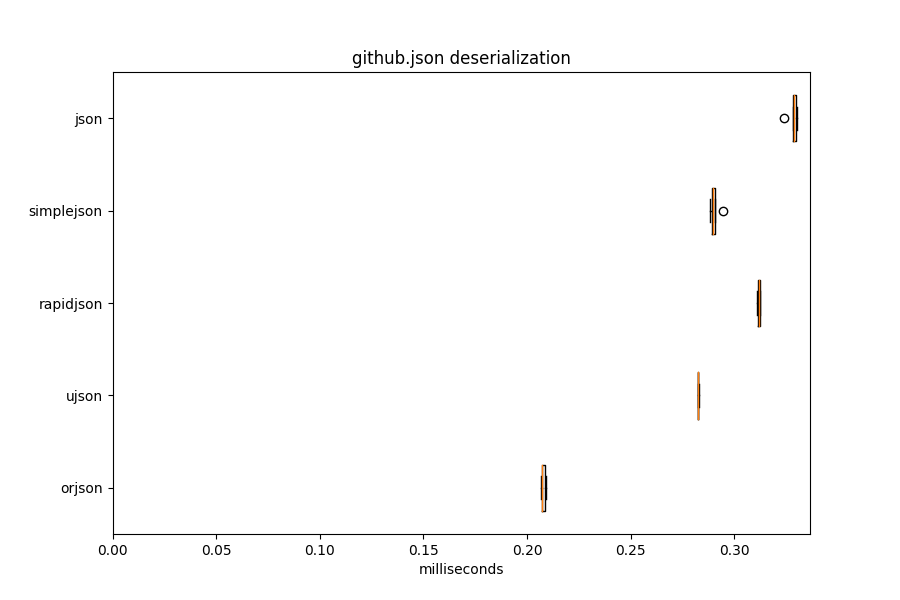 github.json deserialization
json
simplejson
rapidjson
ujson
orjson
0.00 0.05 0.10 0.15 0.20 0.25 0.30
milliseconds